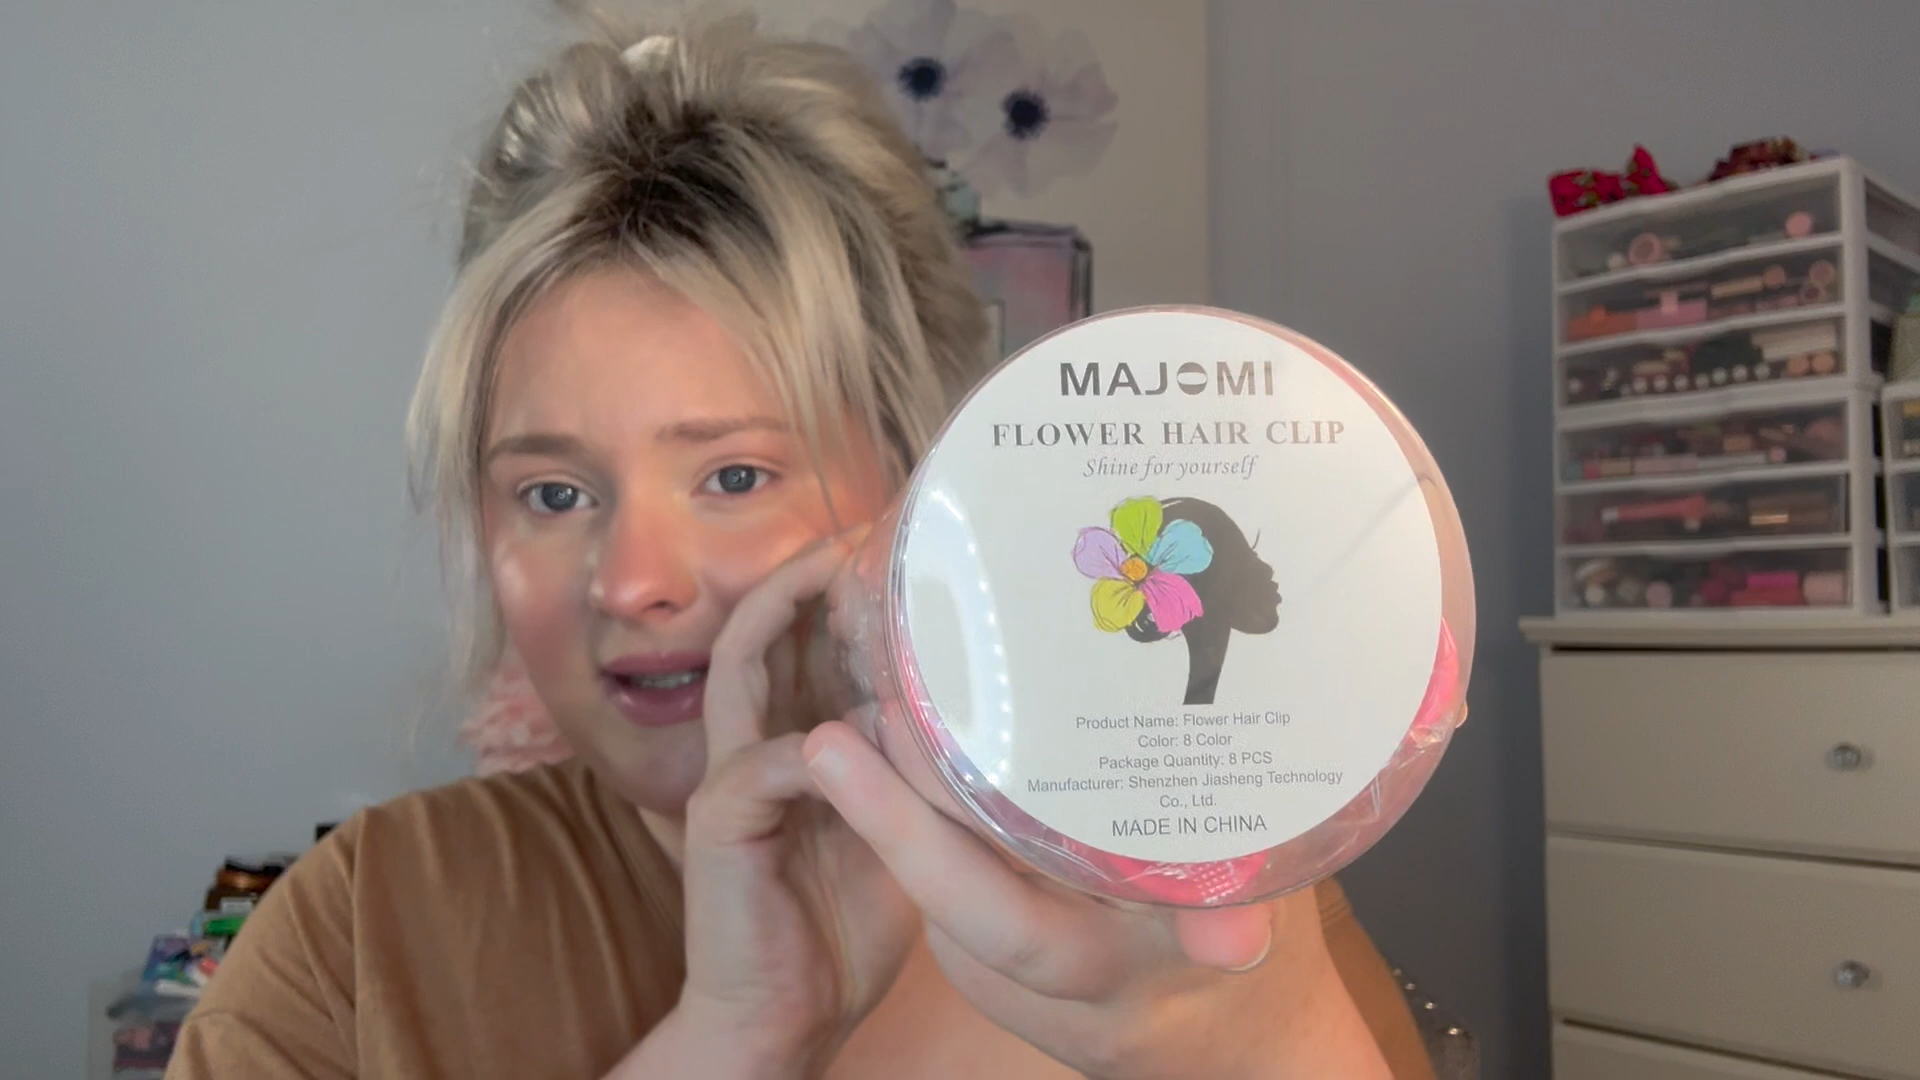 MAJOMI
FLOWER HAIR CLIP
Shine for yourself
Product Name: Flower Hair Clip
Color: 8 Color
Package Quantity: 8 PCS
Manufacturer: Shenzhen Jiasheng Technology
Co., Ltd.
MADE IN CHINA